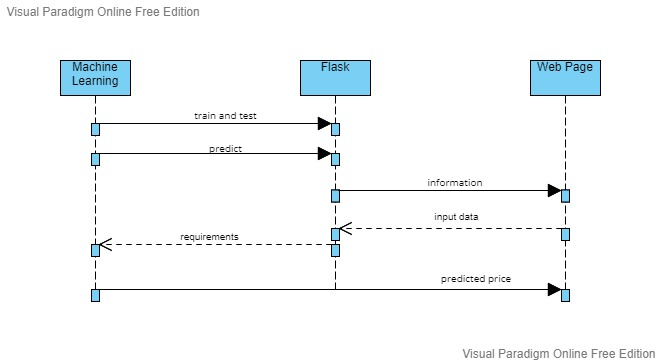 Visual Paradigm Online Free Edition
Machine
Learning
Flask
Web Page
train and test
predict
information
input data
requirements
predicted price
Visual Paradigm Online Free Edition